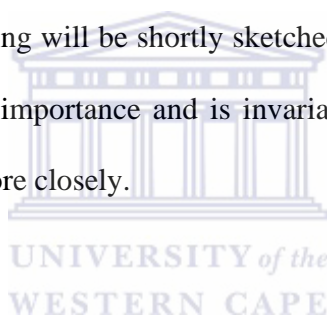 ng will be shortly sketched
importance and is invaria
ore closely.
UNIVERSITY of the
WESTERN CAPE